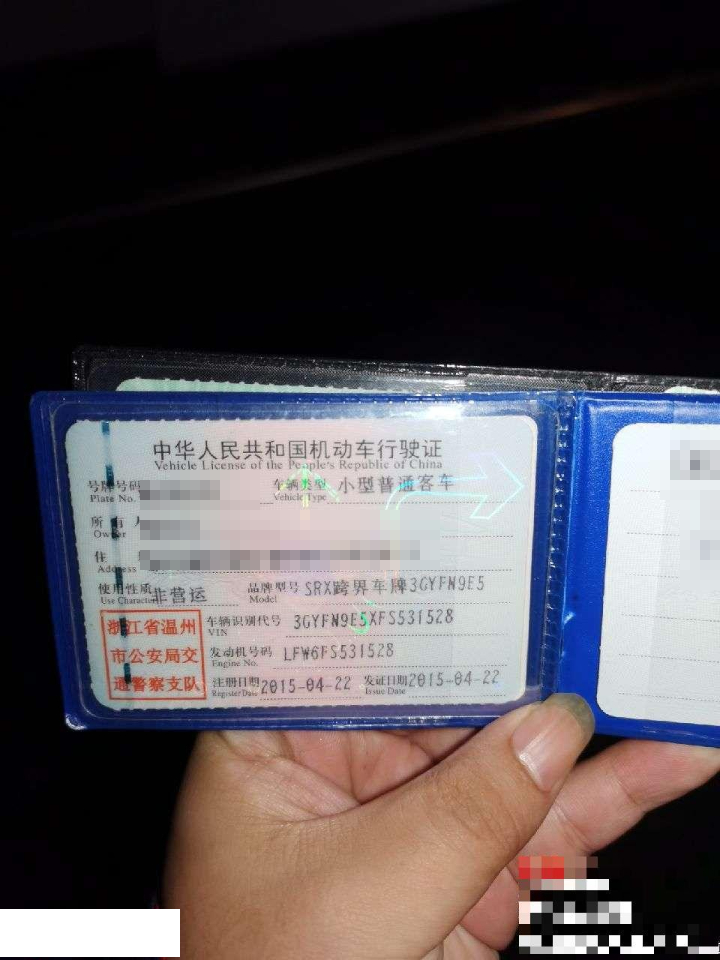 中华人民共和国机动车行驶证
Vehicle License of the People's Republic of China
号牌号码 车辆类型 小型普通客车
Plate No. Vehicle Type
所有人
Owner
住
Address
使用性质 非营运 品牌型号 SRX跨界车牌3GYFN9E5
Use Character Model
浙江省温州 车辆识别代号 3GYFN9E5XFS531528
VIN
市公安局交 发动机号码 LFW6FS531528
Engine No.
通警察支队 注册日期 2015-04-22 发证日期 2015-04-22
Register Date Issue Date